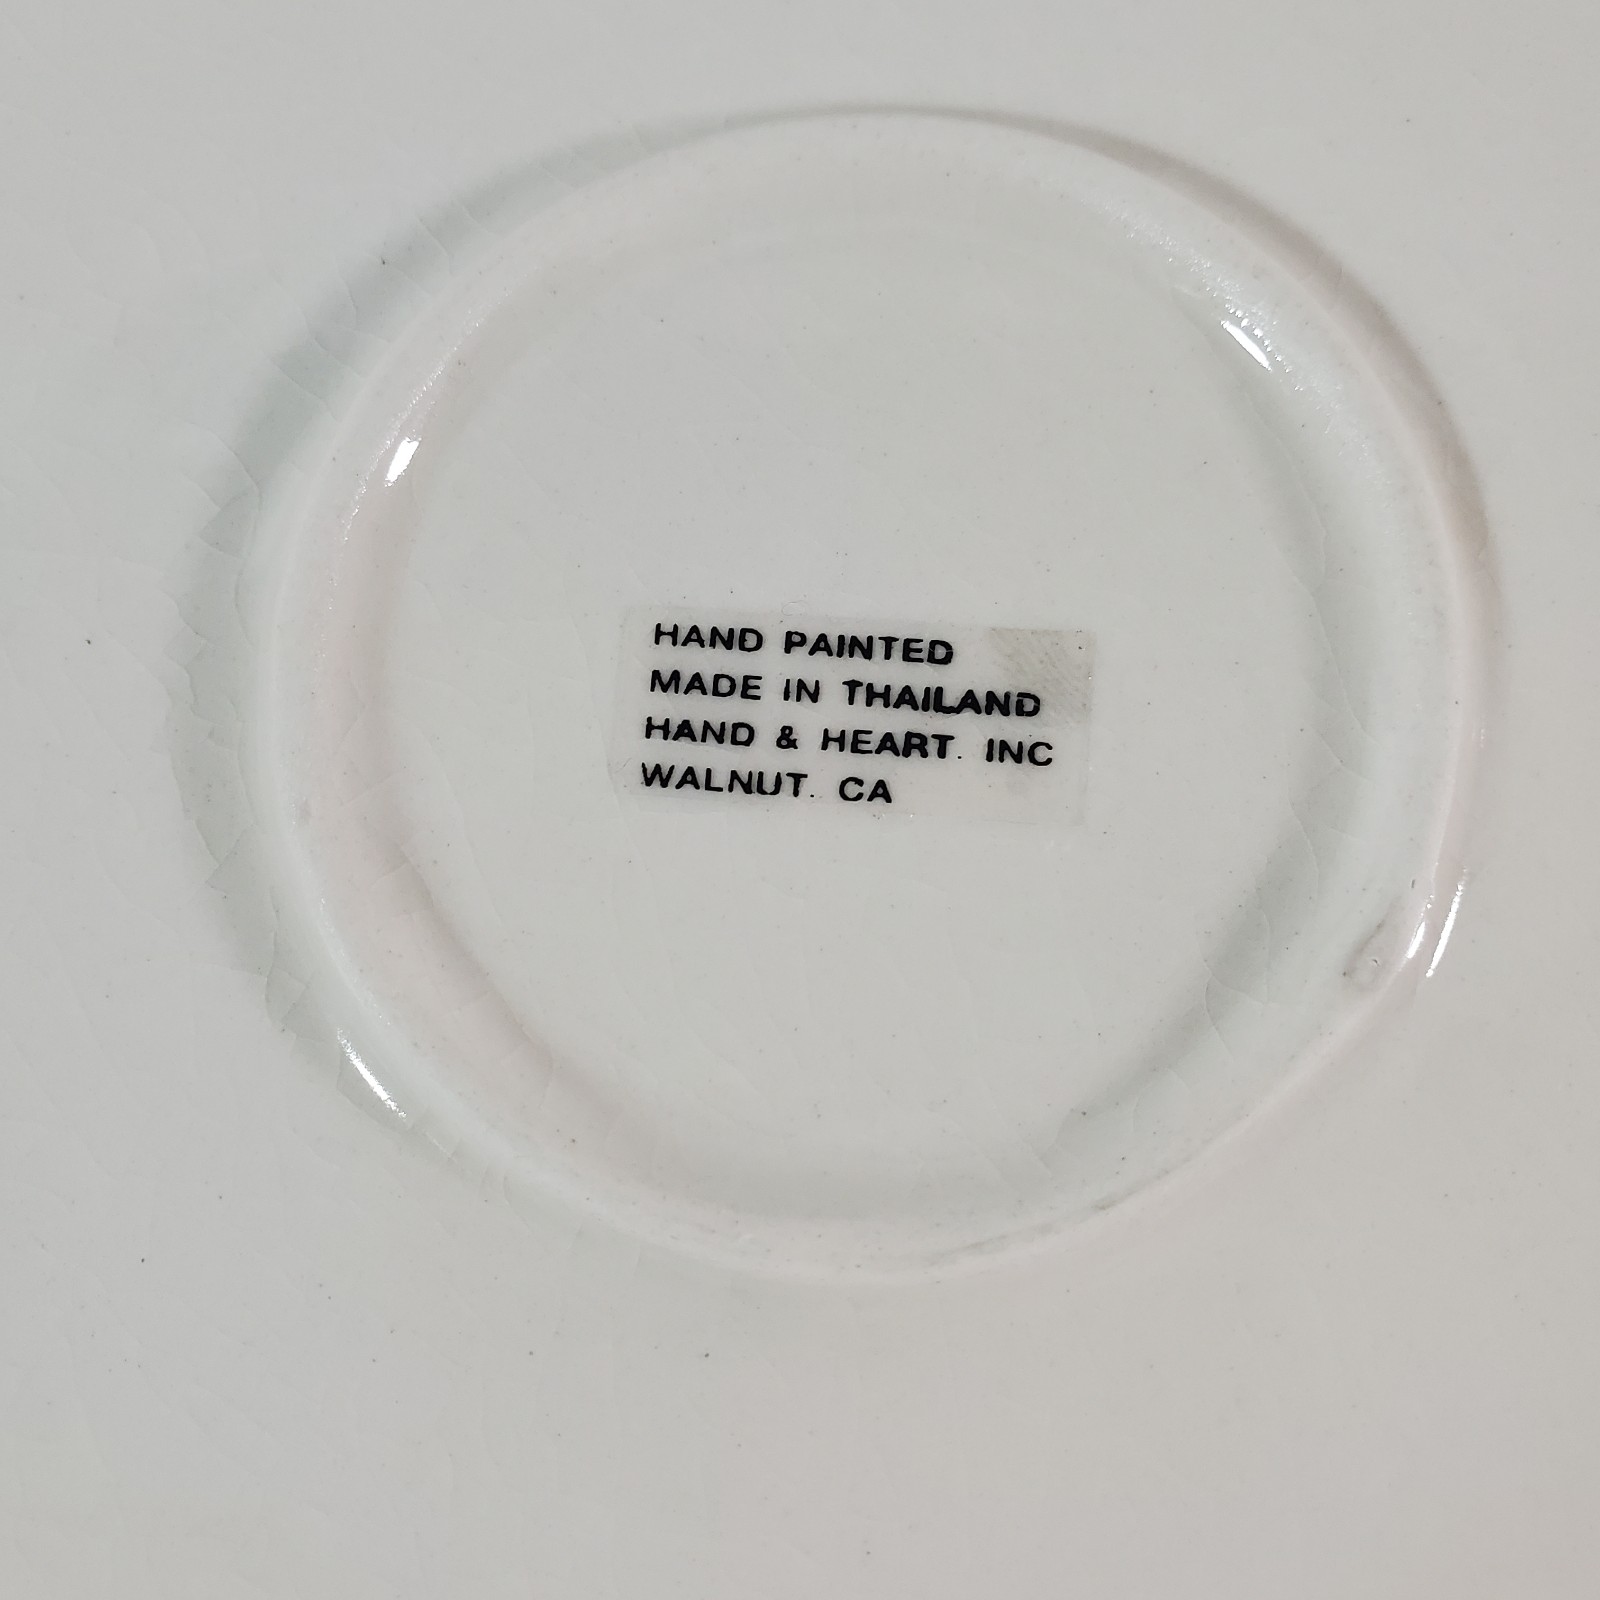 HAND PAINTED
MADE IN THAILAND
HAND & HEART. INC
WALNUT. CA